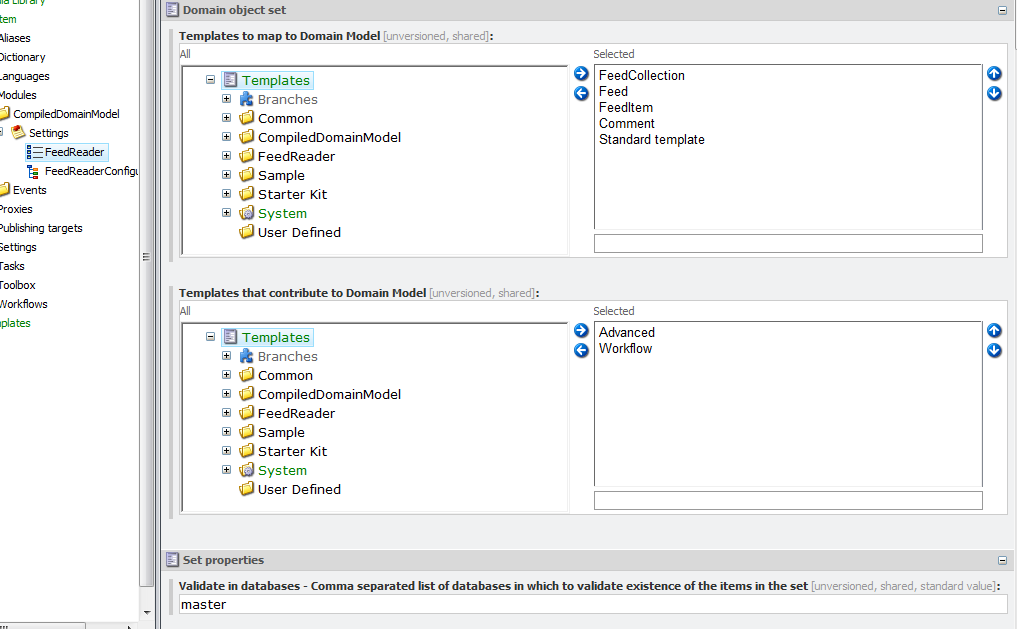 Library
tem
Aliases
Dictionary
Languages
Modules
CompiledDomainModel
Settings
FeedReader
FeedReaderConfigu
Events
Proxies
Publishing targets
Settings
Tasks
Toolbox
Workflows
plates
Domain object set
Templates to map to Domain Model [unversioned, shared]:
All
Templates
Branches
Common
CompiledDomainModel
FeedReader
Sample
Starter Kit
System
User Defined
Selected
FeedCollection
Feed
FeedItem
Comment
Standard template
Templates that contribute to Domain Model [unversioned, shared]:
All
Templates
Branches
Common
CompiledDomainModel
FeedReader
Sample
Starter Kit
System
User Defined
Selected
Advanced
Workflow
Set properties
Validate in databases - Comma separated list of databases in which to validate existence of the items in the set [unversioned, shared, standard value]:
master